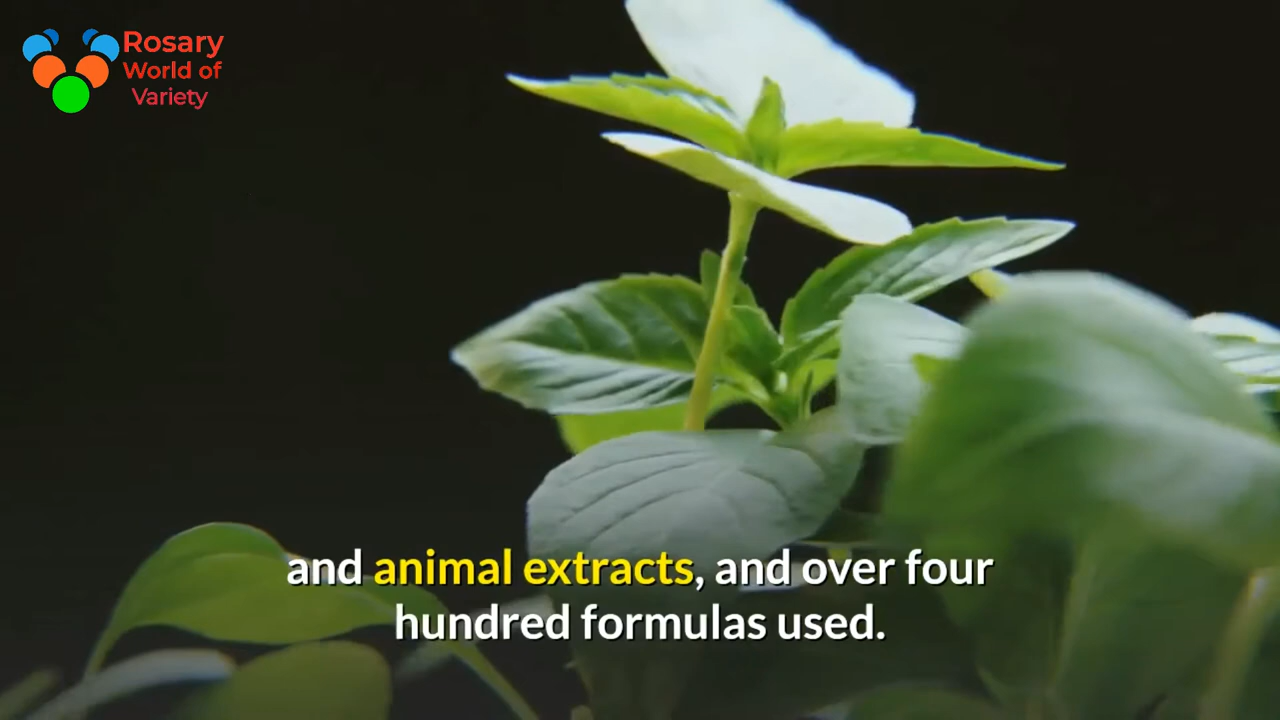 Rosary
World of
Variety
and animal extracts, and over four
hundred formulas used.